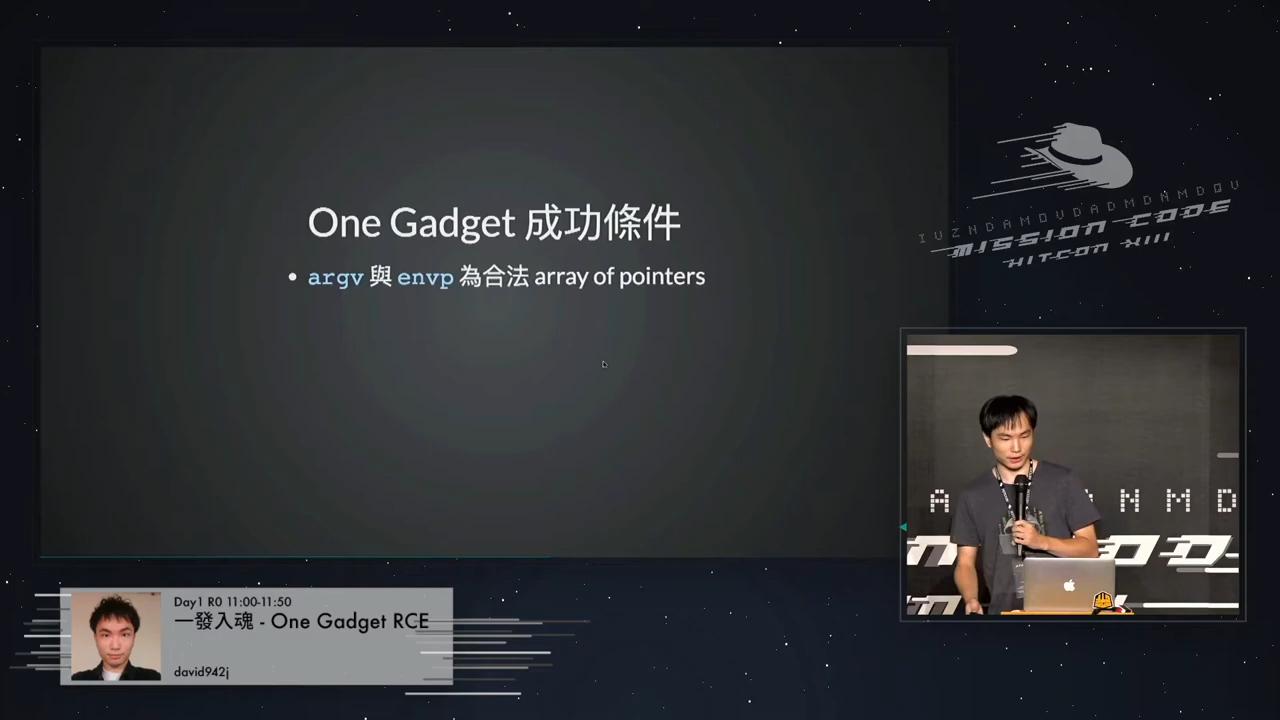 One Gadget 成功條件
• argv 與 envp 為合法 array of pointers
MISSION CODE
HITCON XIII
A N M D
Day1 R0 11:00-11:50
一發入魂 - One Gadget RCE
david942j